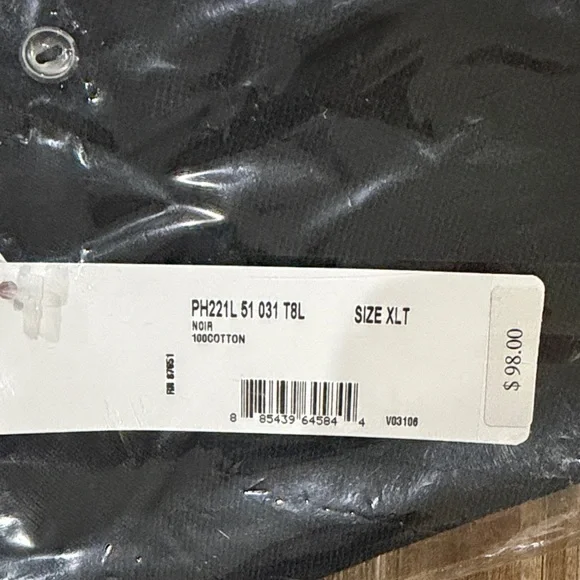 PH221L 51 031 T8L SIZE XLT
NOIR
100COTTON
8 85439 64584 4 V03106
$ 98.00